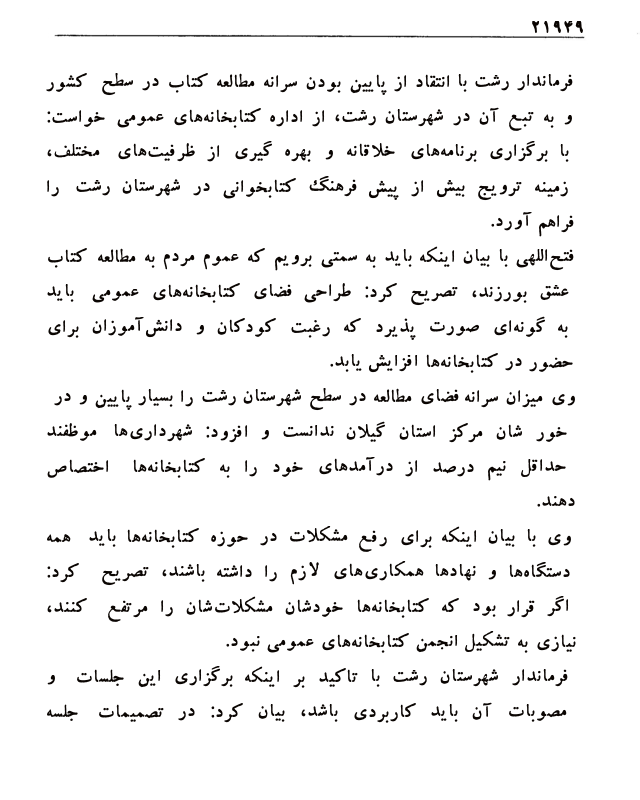 ۲۱۹۴۹
فرماندار رشت با انتقاد از پایین بودن سرانه مطالعه کتاب در سطح کشور
و به تبع آن در شهرستان رشت، از اداره کتابخانه‌های عمومی خواست:
با برگزاری برنامه‌های خلاقانه و بهره گیری از ظرفیت‌های مختلف،
زمینه ترویج بیش از پیش فرهنگ کتابخوانی در شهرستان رشت را
فراهم آورد.
فتح‌اللهی با بیان اینکه باید به سمتی برویم که عموم مردم به مطالعه کتاب
عشق بورزند، تصریح کرد: طراحی فضای کتابخانه‌های عمومی باید
به گونه‌ای صورت پذیرد که رغبت کودکان و دانش‌آموزان برای
حضور در کتابخانه‌ها افزایش یابد.
وی میزان سرانه فضای مطالعه در سطح شهرستان رشت را بسیار پایین و در
خور شان مرکز استان گیلان ندانست و افزود: شهرداری‌ها موظفند
حداقل نیم درصد از درآمدهای خود را به کتابخانه‌ها اختصاص
دهند.
وی با بیان اینکه برای رفع مشکلات در حوزه کتابخانه‌ها باید همه
دستگاه‌ها و نهادها همکاری‌های لازم را داشته باشند، تصریح کرد:
اگر قرار بود که کتابخانه‌ها خودشان مشکلات‌شان را مرتفع کنند،
نیازی به تشکیل انجمن کتابخانه‌های عمومی نبود.
فرماندار شهرستان رشت با تاکید بر اینکه برگزاری این جلسات و
مصوبات آن باید کاربردی باشد، بیان کرد: در تصمیمات جلسه